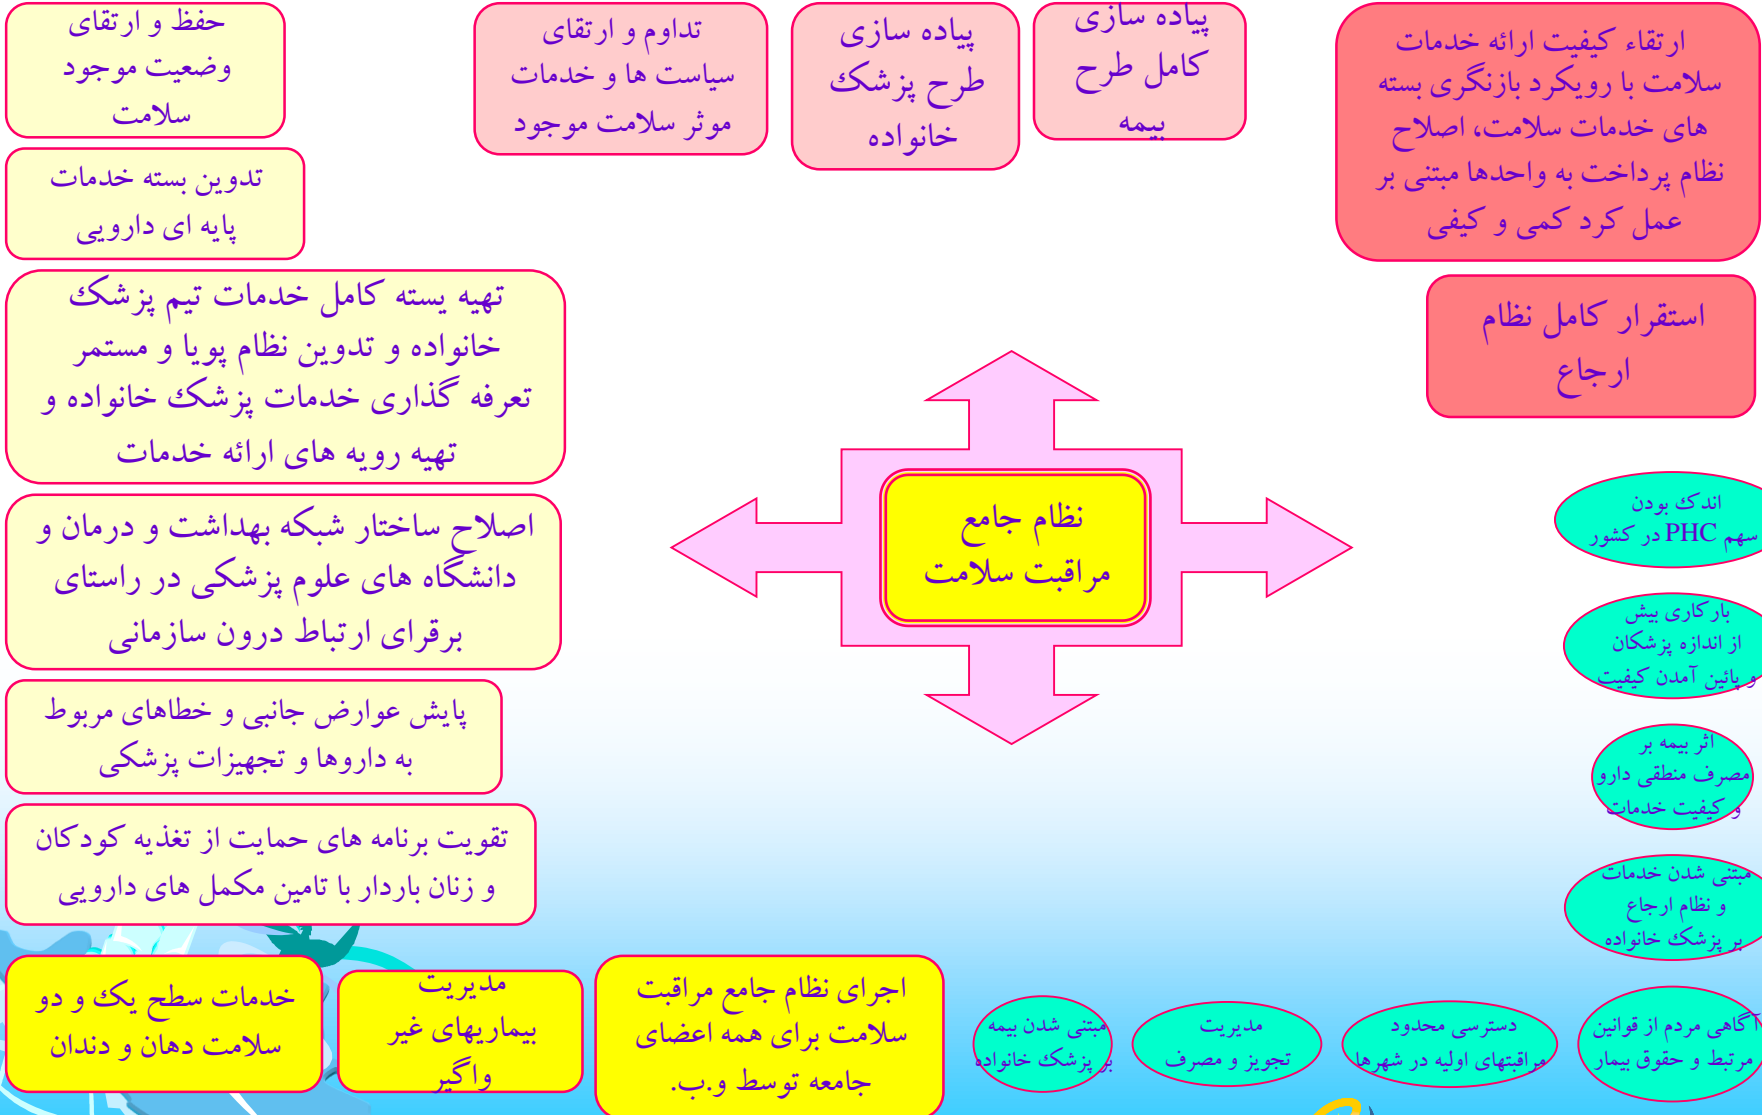 ارتقاء کیفیت ارائه خدمات
سلامت با رویکرد بازنگری بسته
های خدمات سلامت، اصلاح
نظام پرداخت به واحدها مبتنی بر
عمل کرد کمی و کیفی
استقرار کامل نظام
ارجاع
پیاده سازی
کامل طرح
بیمه
پیاده سازی
طرح پزشک
خانواده
تداوم و ارتقای
سیاست ها و خدمات
موثر سلامت موجود
حفظ و ارتقای
وضعیت موجود
سلامت
تدوین بسته خدمات
پایه ای دارویی
تهیه یسته کامل خدمات تیم پزشک
خانواده و تدوین نظام پویا و مستمر
تعرفه گذاری خدمات پزشک خانواده و
تهیه رویه های ارائه خدمات
اصلاح ساختار شبکه بهداشت و درمان و
دانشگاه های علوم پزشکی در راستای
برقرای ارتباط درون سازمانی
پایش عوارض جانبی و خطاهای مربوط
به داروها و تجهیزات پزشکی
تقویت برنامه های حمایت از تغذیه کودکان
و زنان باردار با تامین مکمل های دارویی
نظام جامع
مراقبت سلامت
اندک بودن
سهم PHC در کشور
بارکاری بیش
از اندازه پزشکان
و پائین آمدن کیفیت
اثر بیمه بر
مصرف منطقی دارو
و کیفیت خدمات
مبتنی شدن خدمات
و نظام ارجاع
بر پزشک خانواده
آگاهی مردم از قوانین
مرتبط و حقوق بیمار
دسترسی محدود
مراقبتهای اولیه در شهرها
مدیریت
تجویز و مصرف
مبتنی شدن بیمه
بر پزشک خانواده
اجرای نظام جامع مراقبت
سلامت برای همه اعضای
جامعه توسط و.ب.
مدیریت
بیماریهای غیر
واگیر
خدمات سطح یک و دو
سلامت دهان و دندان